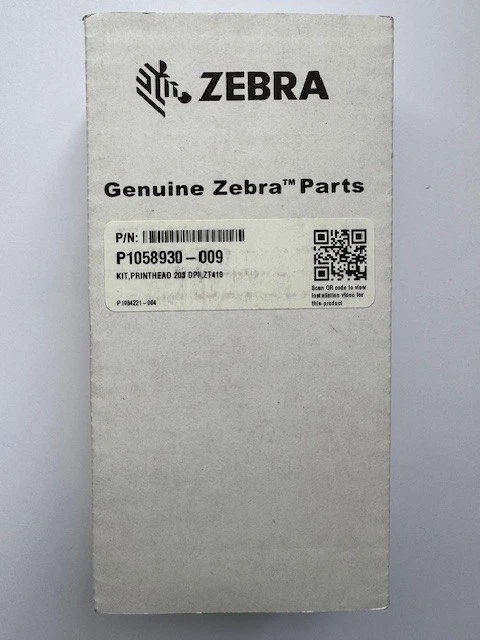 ZEBRA
Genuine Zebra™ Parts
P/N:
P1058930-009
KIT,PRINTHEAD 203 DPI,ZT410
Scan QR code to view
installation video for
this product
P1084221-004